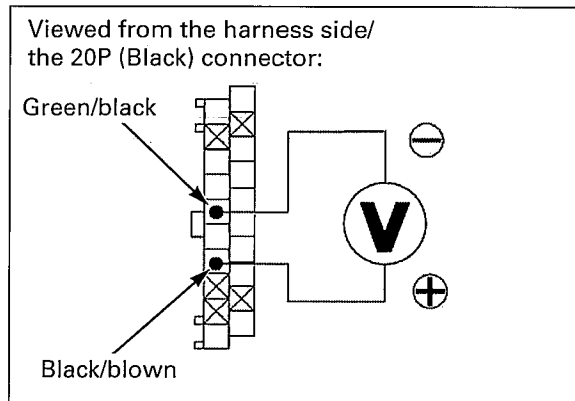 Viewed from the harness side/
the 20P (Black) connector:
Green/black
V
Black/blown